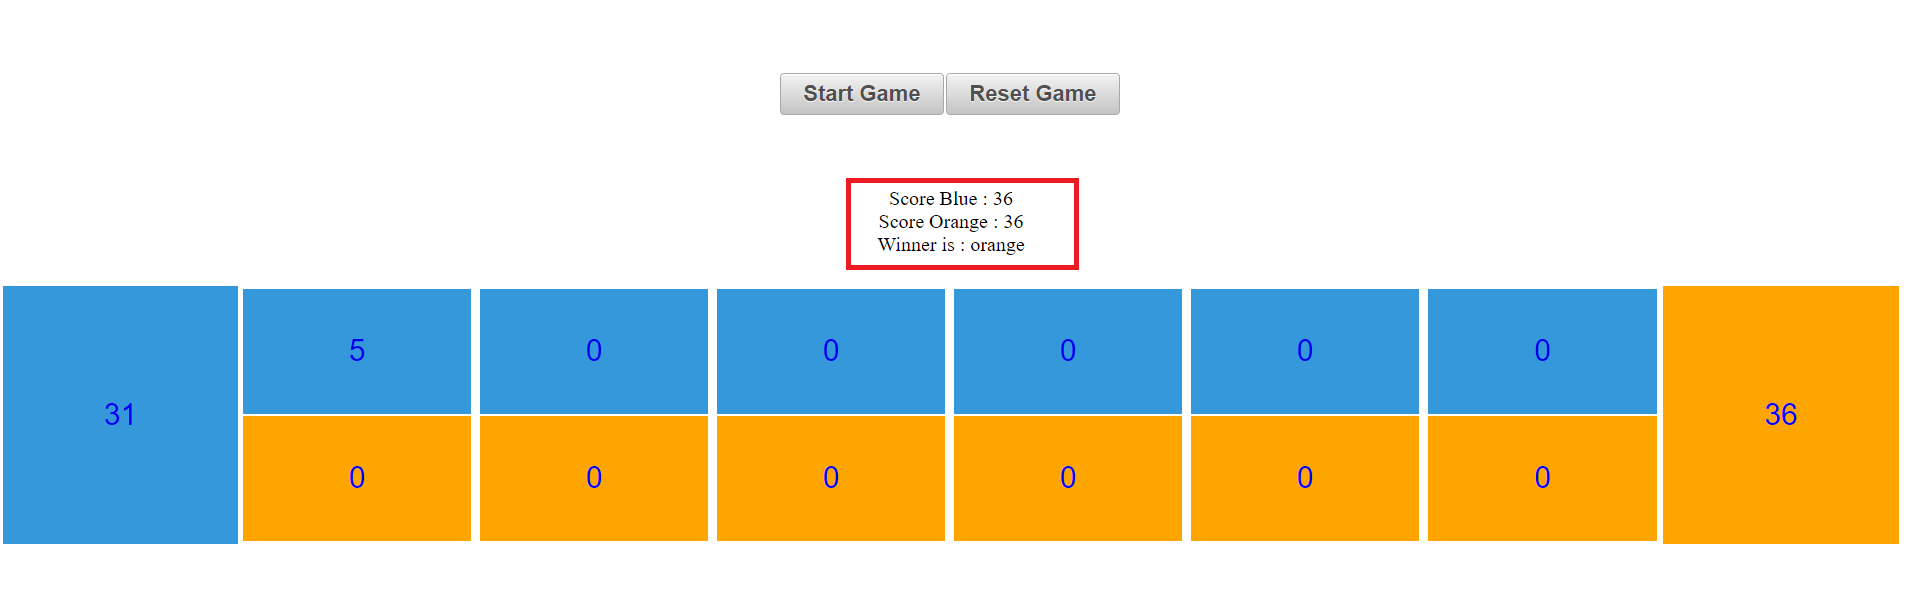 Start Game Reset Game
Score Blue : 36
Score Orange : 36
Winner is : orange
5 0 0 0 0 0
31 36
0 0 0 0 0 0